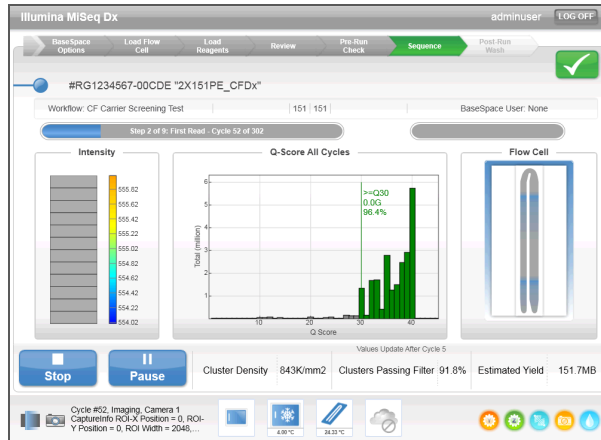 Illumina MiSeq Dx
adminuser
LOG OFF
BaseSpace Options
Load Flow Cell
Load Reagents
Review
Pre-Run Check
Sequence
Post-Run Wash
#RG1234567-00CDE "2X151PE_CFDx"
Workflow: CF Carrier Screening Test
151 151
BaseSpace User: None
Step 2 of 9: First Read - Cycle 52 of 302
Intensity
555.82
555.62
555.42
555.22
555.02
554.82
554.62
554.42
554.22
554.02
Q-Score All Cycles
Total (million)
6
5
4
3
2
1
>=Q30
0.0G
96.4%
10
20
30
40
Q Score
Flow Cell
Values Update After Cycle 5
Stop
Pause
Cluster Density
843K/mm2
Clusters Passing Filter
91.8%
Estimated Yield
151.7MB
Cycle #52, Imaging, Camera 1
CaptureInfo ROI-X Position = 0, ROI-
Y Position = 0, ROI Width = 2048,...
4.00 °C
24.33 °C